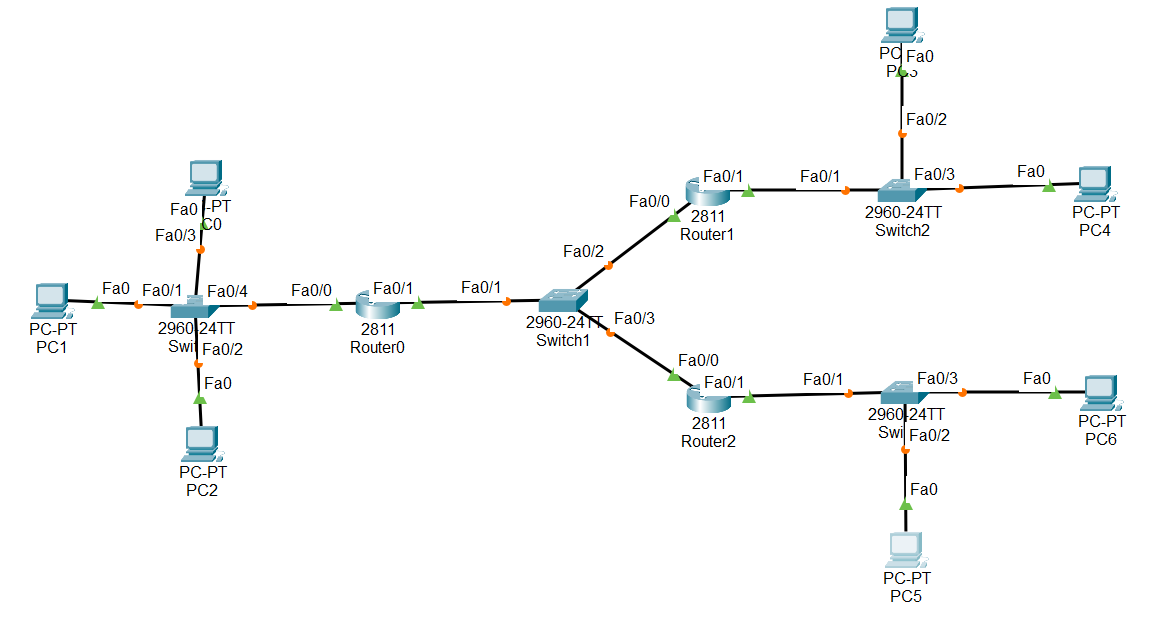 PC
Fa0
P
Fa0/2
Fa0/1
Fa0/1
Fa0/3
Fa0
Fa0/0
2811
Router1
2960-24TT
Switch2
PC-PT
PC4
Fa0
-PT
C0
Fa0/3
Fa0/2
Fa0
Fa0/1
Fa0/4
Fa0/0
Fa0/1
Fa0/1
PC-PT
PC1
2960-24TT
Swit
2811
Router0
2960-24TT
Switch1
Fa0/3
Fa0/2
Fa0
Fa0/0
Fa0/1
Fa0/1
Fa0/3
Fa0
2811
Router2
2960-24TT
Swi
Fa0/2
PC-PT
PC6
PC-PT
PC2
Fa0
PC-PT
PC5